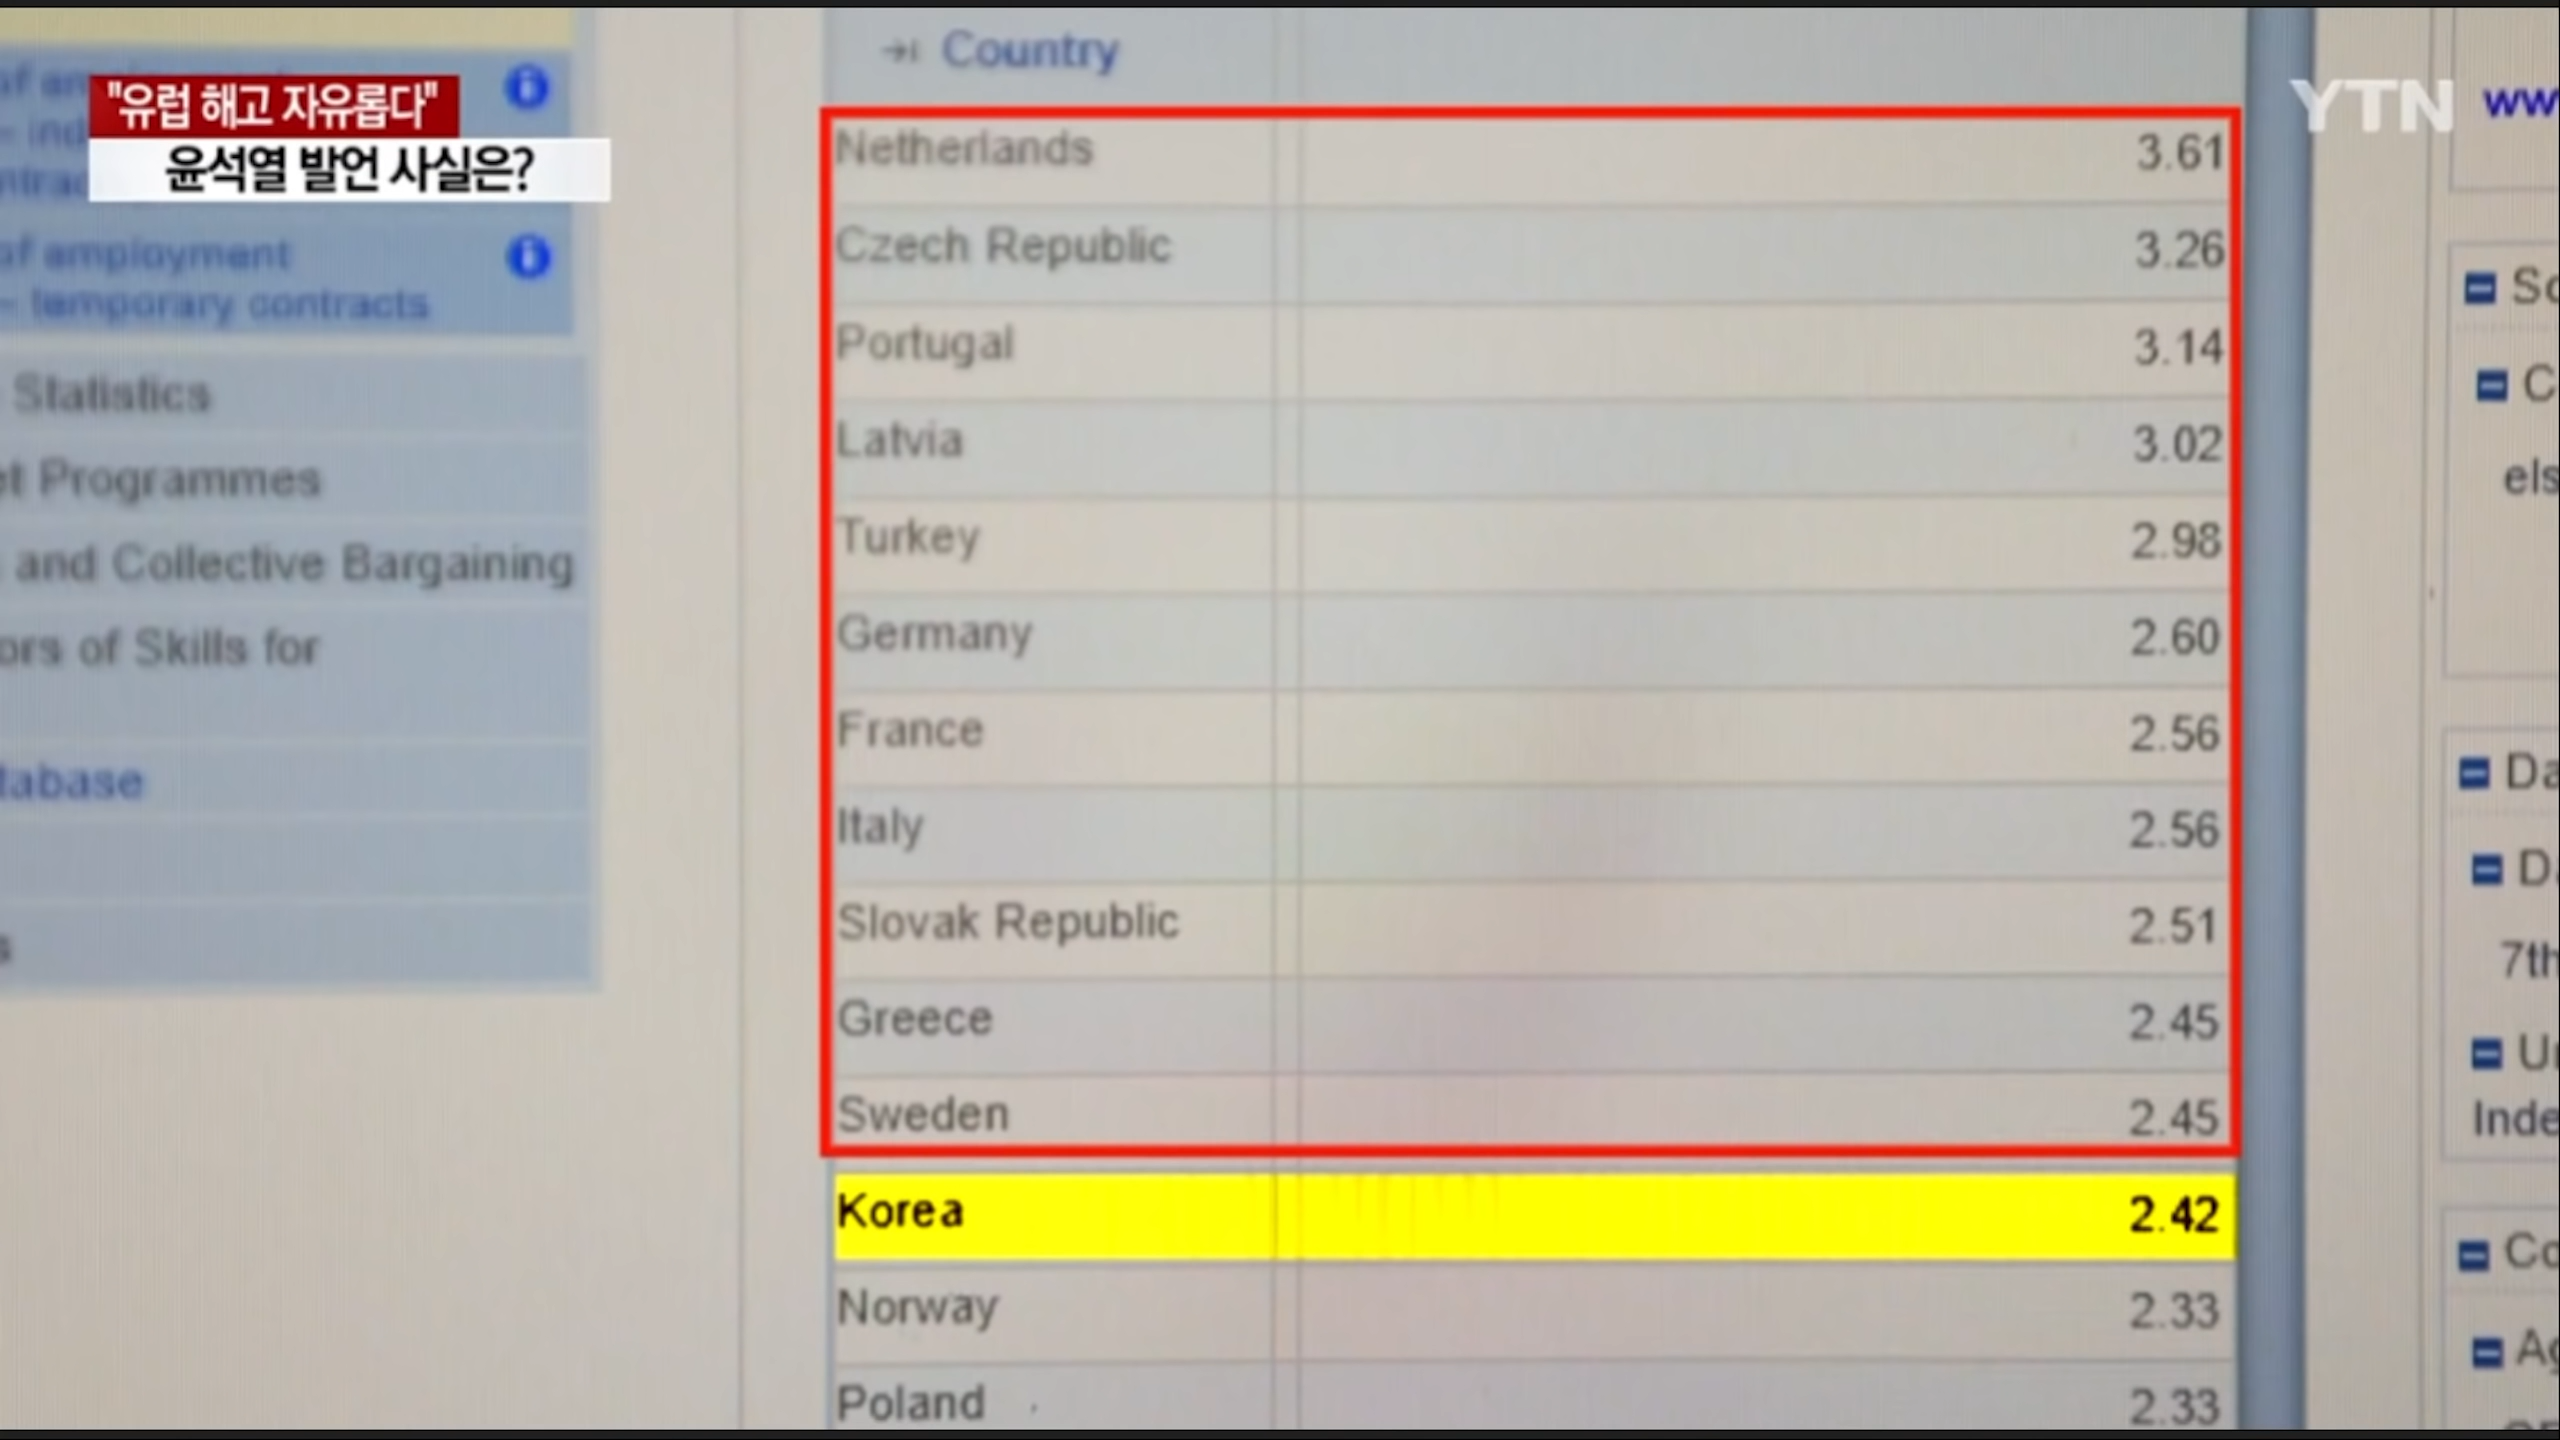 "유럽 해고 자유롭다"
윤석열 발언 사실은?
YTN
of employment
– temporary contracts
Statistics
Programmes
and Collective Bargaining
of Skills for
Country
Netherlands 3.61
Czech Republic 3.26
Portugal 3.14
Latvia 3.02
Turkey 2.98
Germany 2.60
France 2.56
Italy 2.56
Slovak Republic 2.51
Greece 2.45
Sweden 2.45
Korea 2.42
Norway 2.33
Poland 2.33
7th